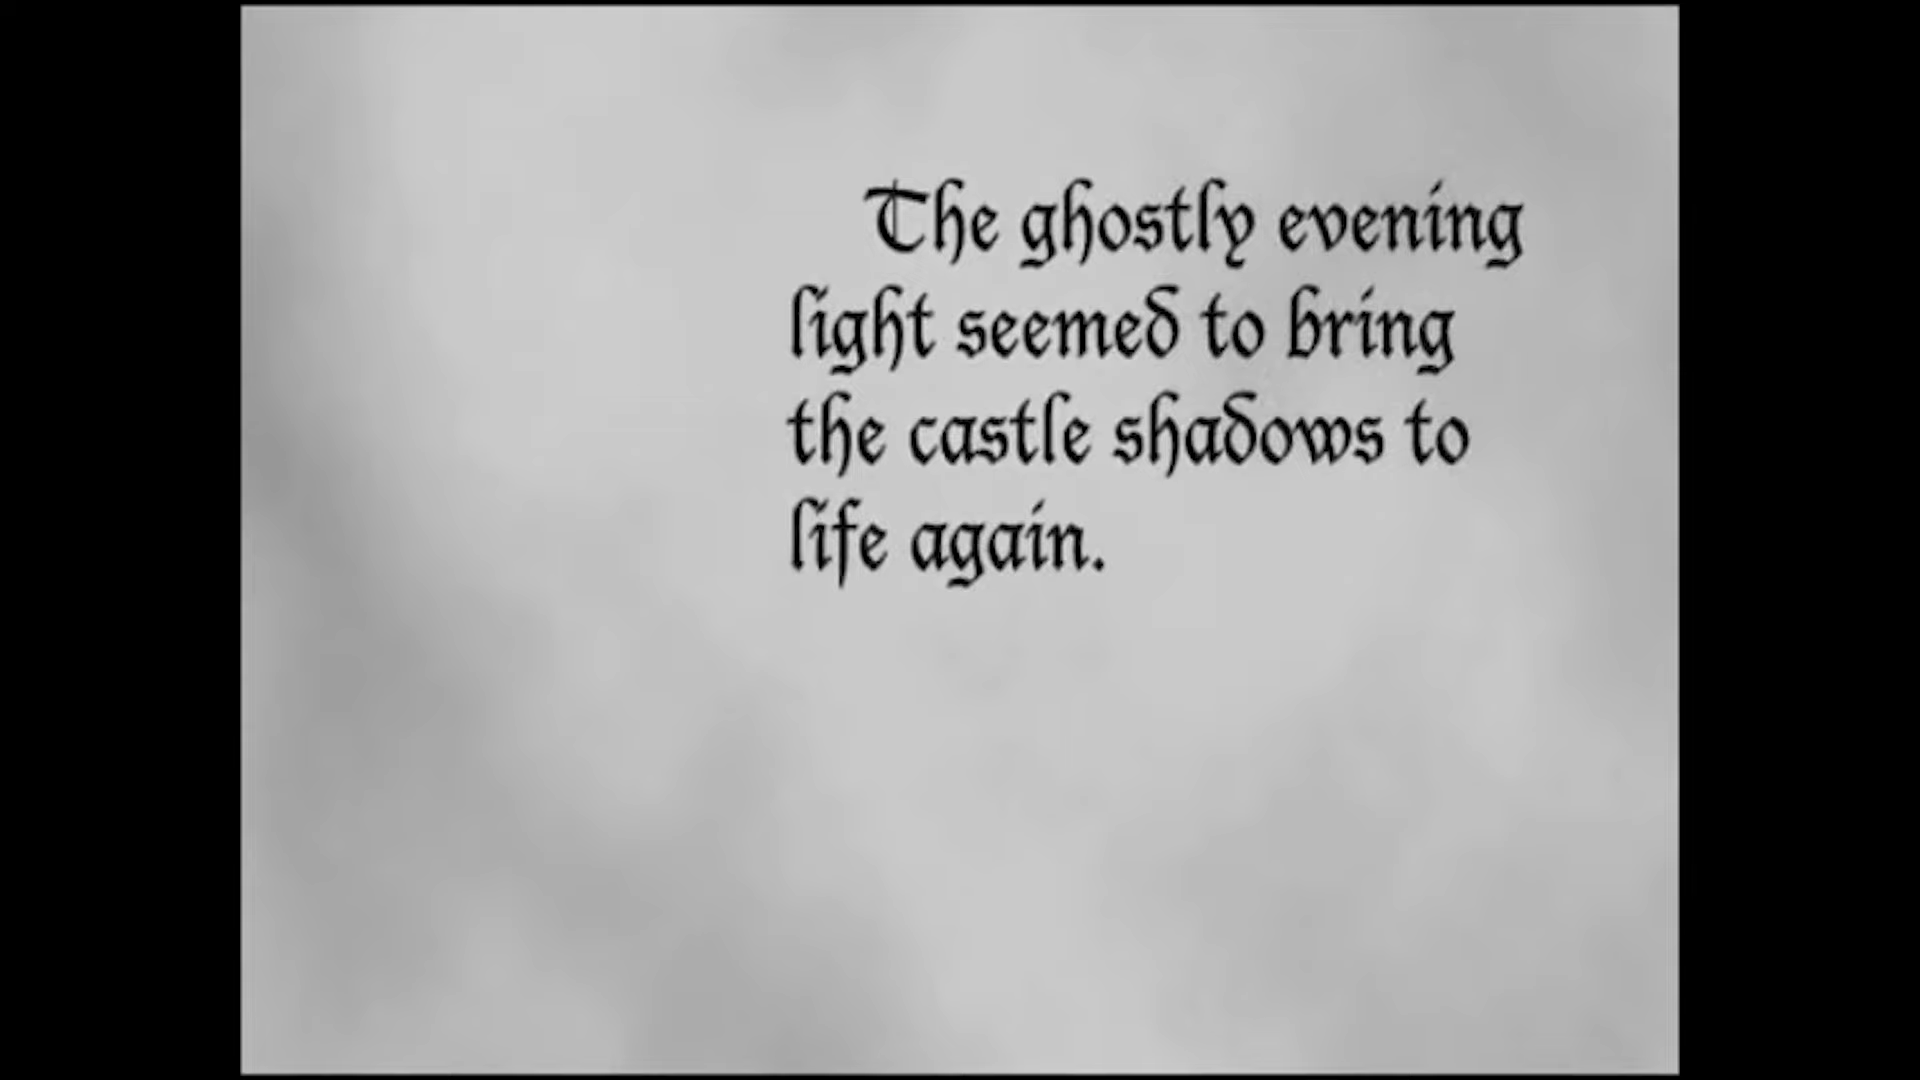 The ghostly evening
light seemed to bring
the castle shadows to
life again.